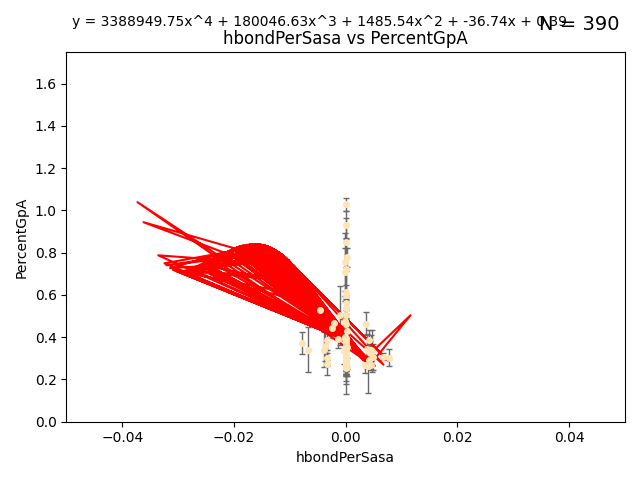 y = 3388949.75x^4 + 180046.63x^3 + 1485.54x^2 + -36.74x + 0.39
N = 390
hbondPerSasa vs PercentGpA
PercentGpA
1.6
1.4
1.2
1.0
0.8
0.6
0.4
0.2
0.0
−0.04
−0.02
0.00
0.02
0.04
hbondPerSasa